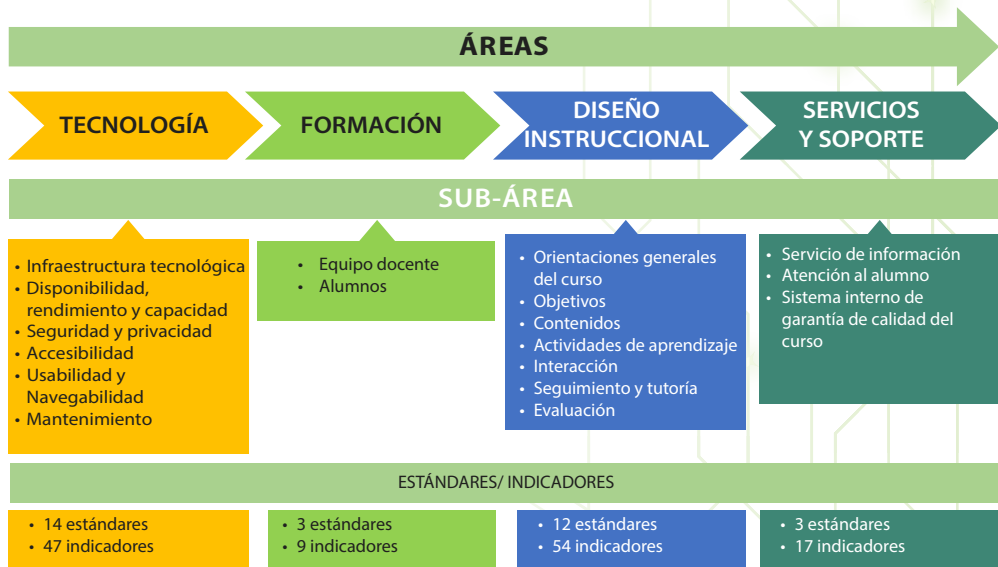 ÁREAS
TECNOLOGÍA
FORMACIÓN
DISEÑO
INSTRUCCIONAL
SERVICIOS
Y SOPORTE
SUB-ÁREA
• Infraestructura tecnológica
• Disponibilidad,
rendimiento y capacidad
• Seguridad y privacidad
• Accesibilidad
• Usabilidad y
Navegabilidad
• Mantenimiento
• Equipo docente
• Alumnos
• Orientaciones generales
del curso
• Objetivos
• Contenidos
• Actividades de aprendizaje
• Interacción
• Seguimiento y tutoría
• Evaluación
• Servicio de información
• Atención al alumno
• Sistema interno de
garantía de calidad del
curso
ESTÁNDARES/ INDICADORES
• 14 estándares
• 47 indicadores
• 3 estándares
• 9 indicadores
• 12 estándares
• 54 indicadores
• 3 estándares
• 17 indicadores